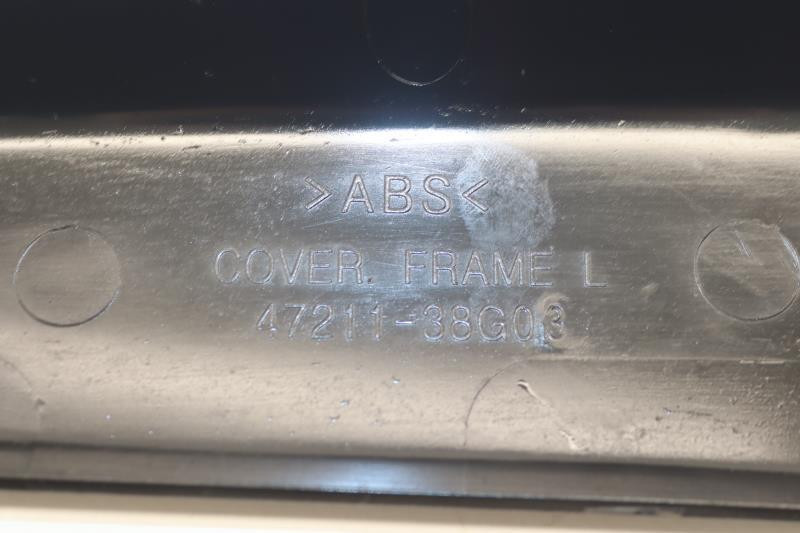 >ABS<
COVER. FRAME L
47211-38G03